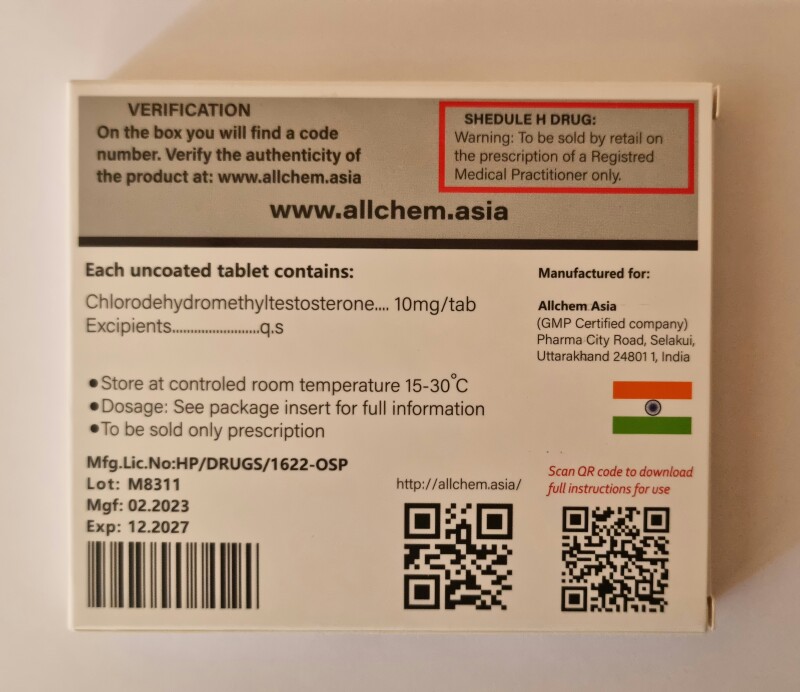 VERIFICATION
On the box you will find a code
number. Verify the authenticity of
the product at: www.allchem.asia
SHEDULE H DRUG:
Warning: To be sold by retail on
the prescription of a Registred
Medical Practitioner only.
www.allchem.asia
Each uncoated tablet contains:
Chlorodehydromethyltestosterone.... 10mg/tab
Excipients.......................q.s
Manufactured for:
Allchem Asia
(GMP Certified company)
Pharma City Road, Selakui,
Uttarakhand 248011, India
●Store at controled room temperature 15-30°C
●Dosage: See package insert for full information
●To be sold only prescription
Mfg.Lic.No:HP/DRUGS/1622-OSP
Lot: M8311
Mgf: 02.2023
Exp: 12.2027
http://allchem.asia/
Scan QR code to download
full instructions for use